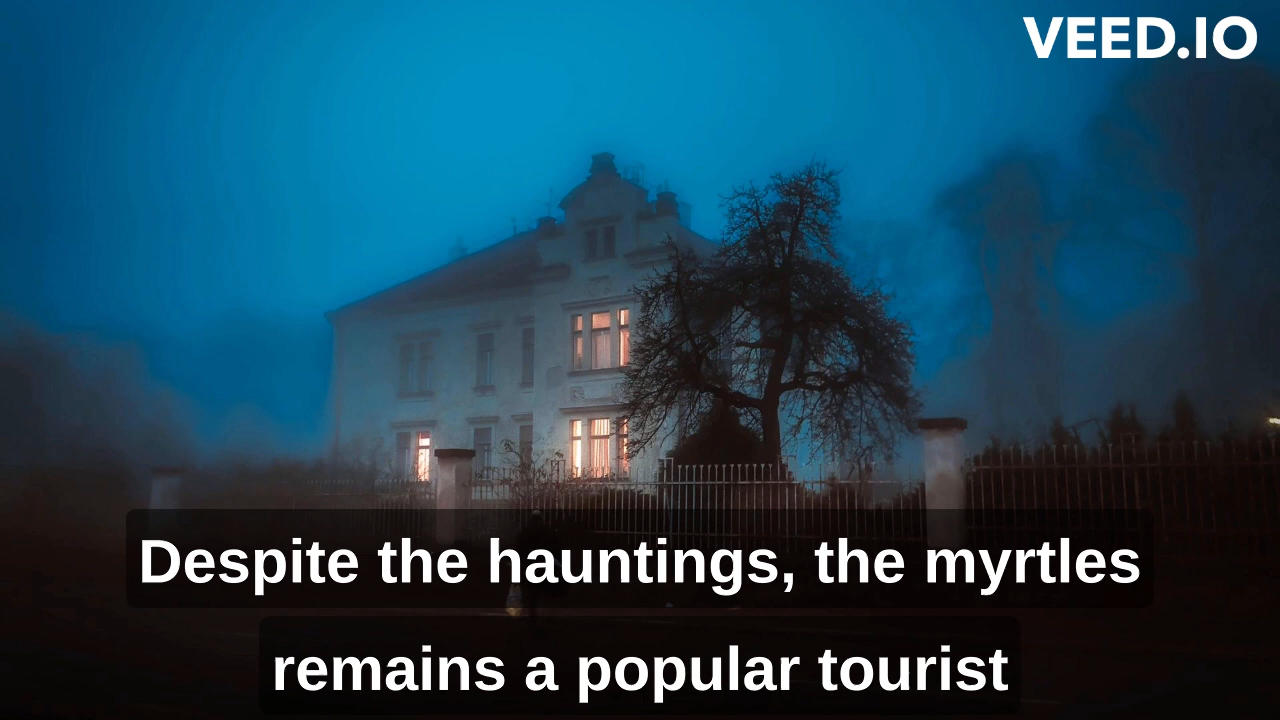 VEED.IO
Despite the hauntings, the myrtles
remains a popular tourist